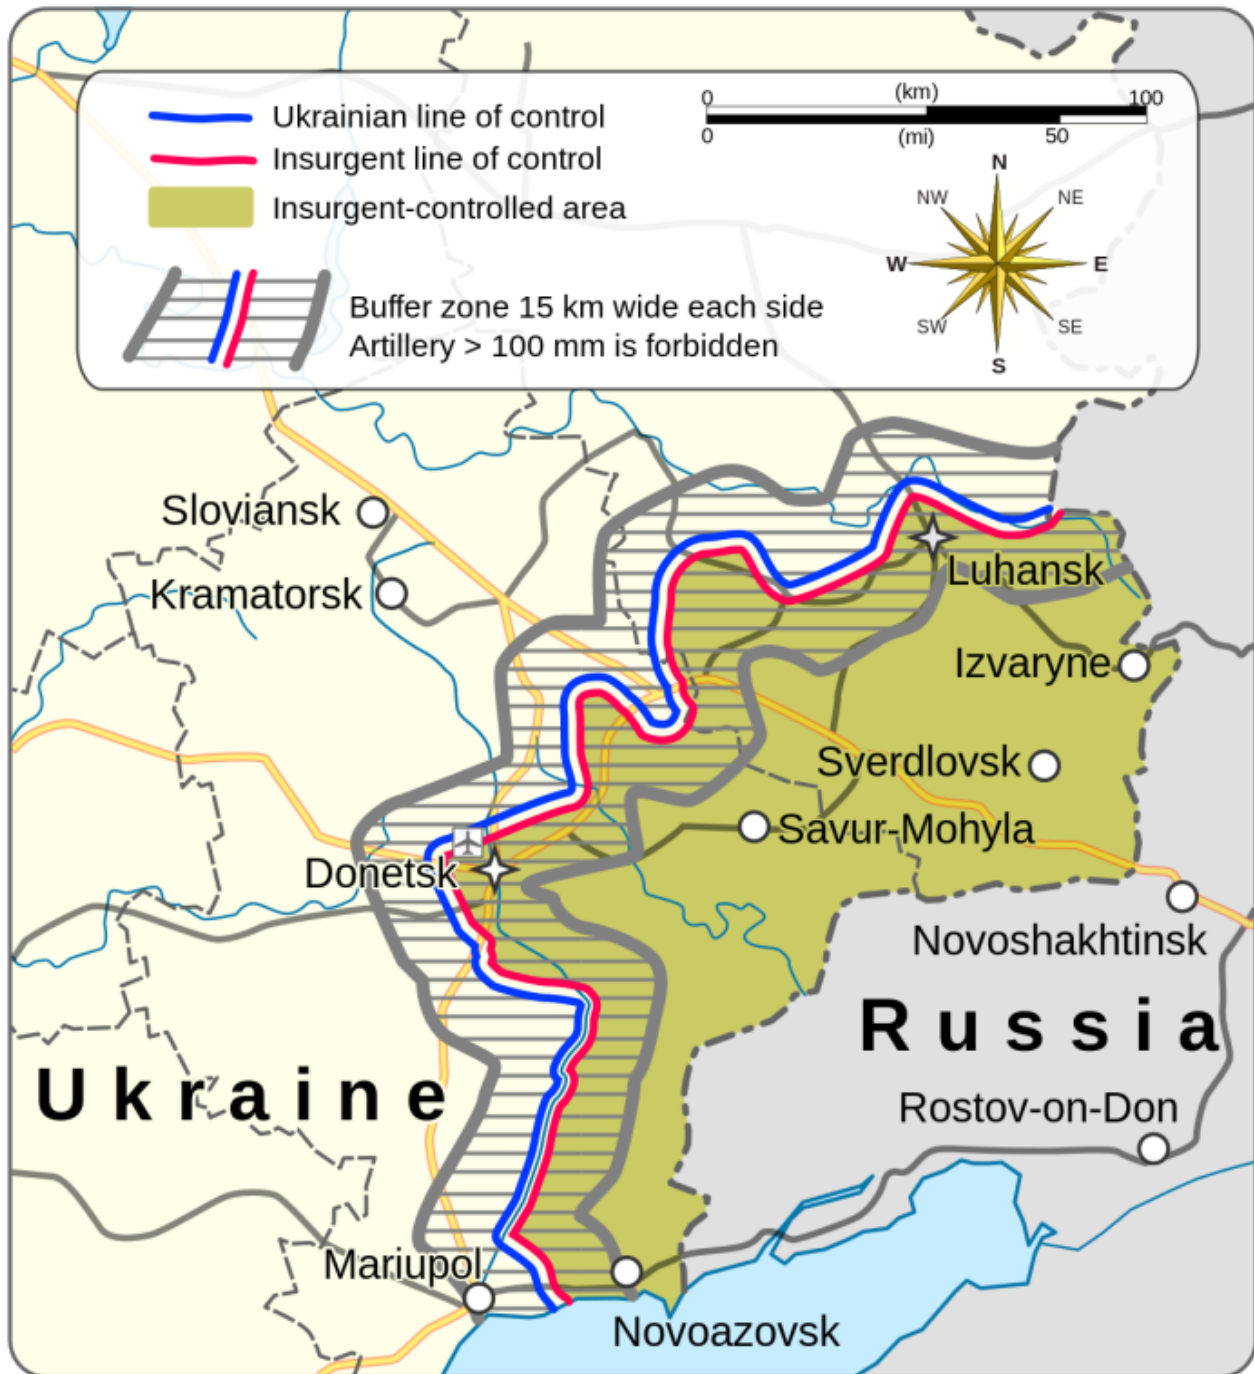 Ukrainian line of control
Insurgent line of control
Insurgent-controlled area
Buffer zone 15 km wide each side
Artillery > 100 mm is forbidden
0 (km) 100
0 (mi) 50
N
NW NE
W E
SW SE
S
Sloviansk
Kramatorsk
Luhansk
Izvaryne
Sverdlovsk
Savur-Mohyla
Donetsk
Novoshakhtinsk
Russia
Ukraine
Rostov-on-Don
Mariupol
Novoazovsk